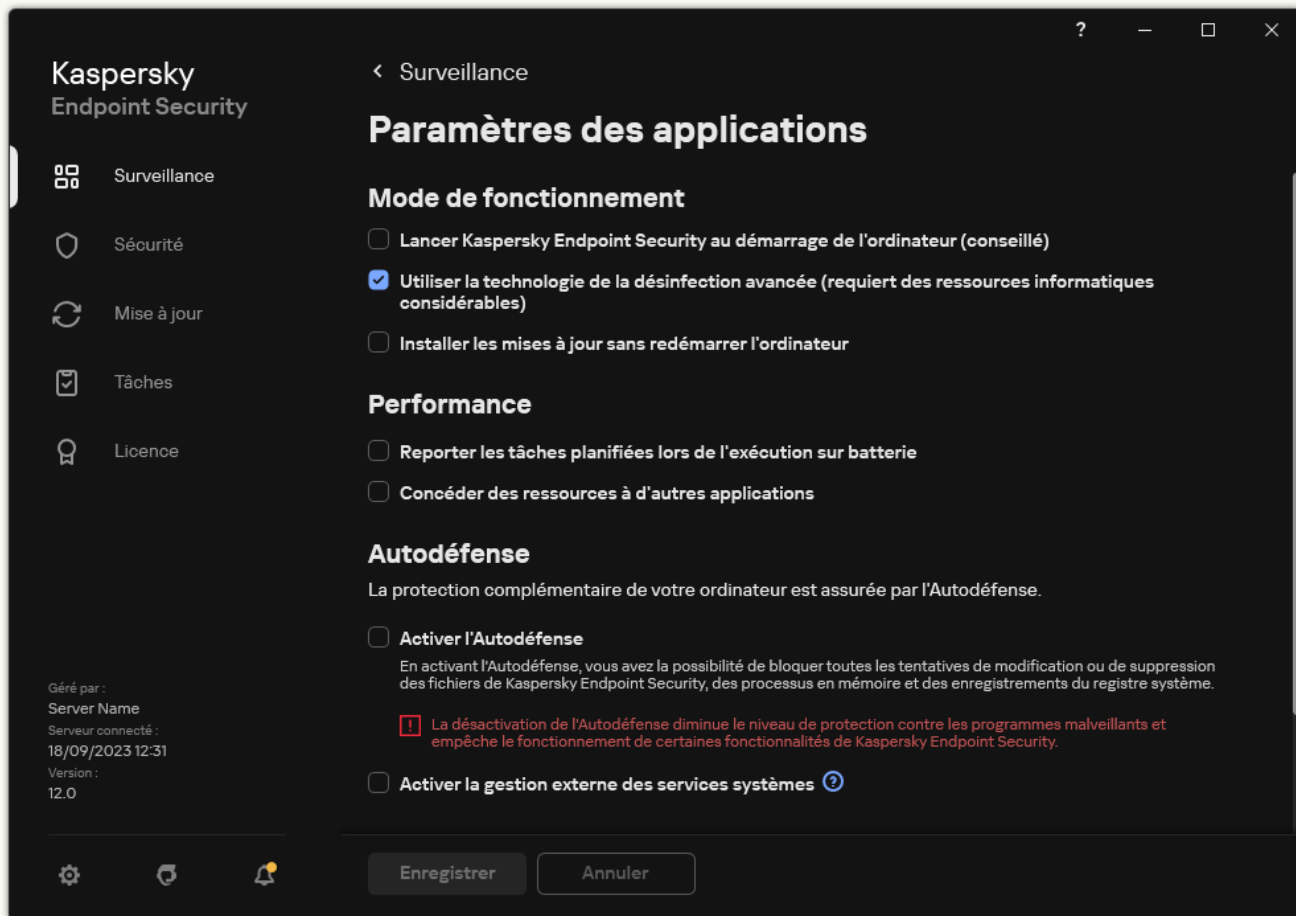 ?
Kaspersky
Endpoint Security
Surveillance
Sécurité
Mise à jour
Tâches
Licence
Géré par :
Server Name
Serveur connecté :
18/09/2023 12:31
Version :
12.0
Surveillance
Paramètres des applications
Mode de fonctionnement
Lancer Kaspersky Endpoint Security au démarrage de l'ordinateur (conseillé)
Utiliser la technologie de la désinfection avancée (requiert des ressources informatiques
considérables)
Installer les mises à jour sans redémarrer l'ordinateur
Performance
Reporter les tâches planifiées lors de l'exécution sur batterie
Concéder des ressources à d'autres applications
Autodéfense
La protection complémentaire de votre ordinateur est assurée par l'Autodéfense.
Activer l'Autodéfense
En activant l'Autodéfense, vous avez la possibilité de bloquer toutes les tentatives de modification ou de suppression
des fichiers de Kaspersky Endpoint Security, des processus en mémoire et des enregistrements du registre système.
La désactivation de l'Autodéfense diminue le niveau de protection contre les programmes malveillants et
empêche le fonctionnement de certaines fonctionnalités de Kaspersky Endpoint Security.
Activer la gestion externe des services systèmes ?
Enregistrer
Annuler